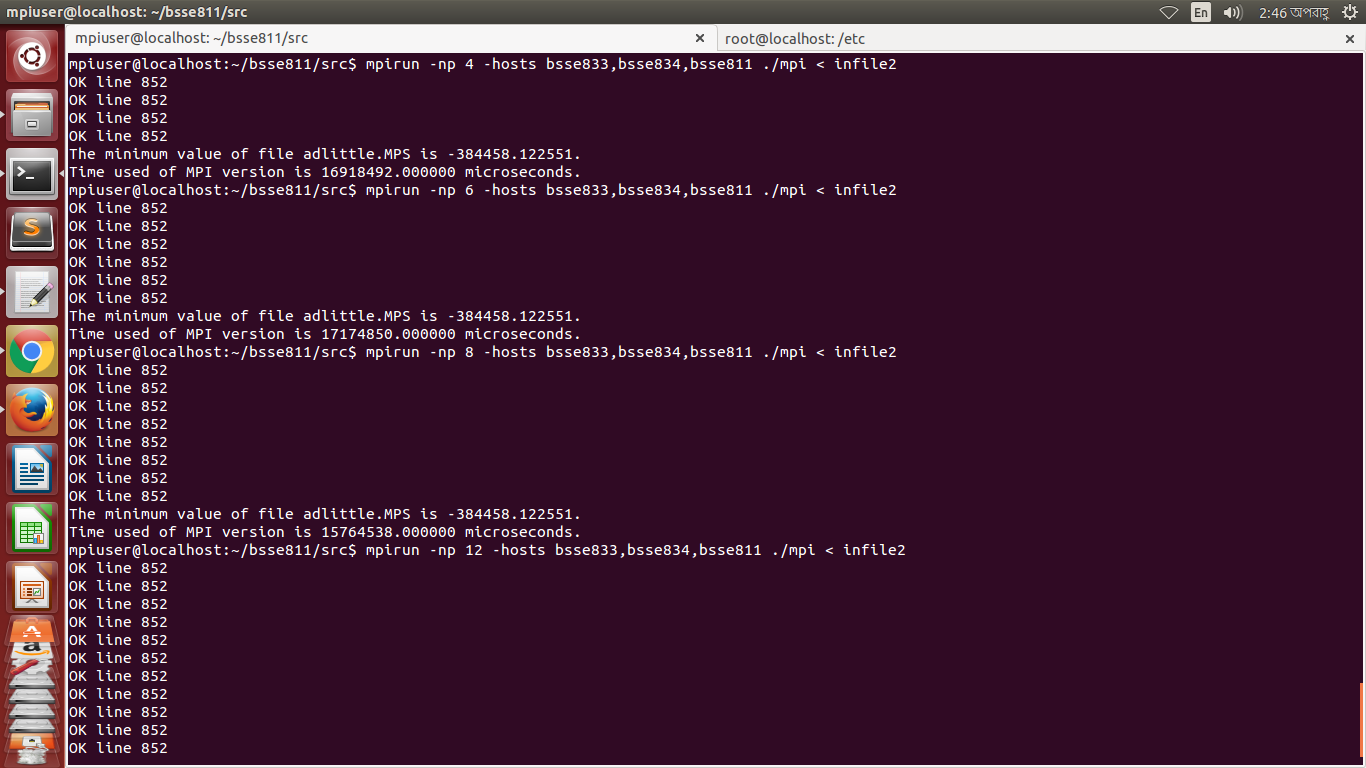 mpiuser@localhost: ~/bsse811/src
En
2:46 অপরাহ্ণ
mpiuser@localhost: ~/bsse811/src
×
root@localhost: /etc
×
mpiuser@localhost:~/bsse811/src$ mpirun -np 4 -hosts bsse833,bsse834,bsse811 ./mpi < infile2
OK line 852
OK line 852
OK line 852
OK line 852
The minimum value of file adlittle.MPS is -384458.122551.
Time used of MPI version is 16918492.000000 microseconds.
mpiuser@localhost:~/bsse811/src$ mpirun -np 6 -hosts bsse833,bsse834,bsse811 ./mpi < infile2
OK line 852
OK line 852
OK line 852
OK line 852
OK line 852
OK line 852
The minimum value of file adlittle.MPS is -384458.122551.
Time used of MPI version is 17174850.000000 microseconds.
mpiuser@localhost:~/bsse811/src$ mpirun -np 8 -hosts bsse833,bsse834,bsse811 ./mpi < infile2
OK line 852
OK line 852
OK line 852
OK line 852
OK line 852
OK line 852
OK line 852
OK line 852
The minimum value of file adlittle.MPS is -384458.122551.
Time used of MPI version is 15764538.000000 microseconds.
mpiuser@localhost:~/bsse811/src$ mpirun -np 12 -hosts bsse833,bsse834,bsse811 ./mpi < infile2
OK line 852
OK line 852
OK line 852
OK line 852
OK line 852
OK line 852
OK line 852
OK line 852
OK line 852
OK line 852
OK line 852